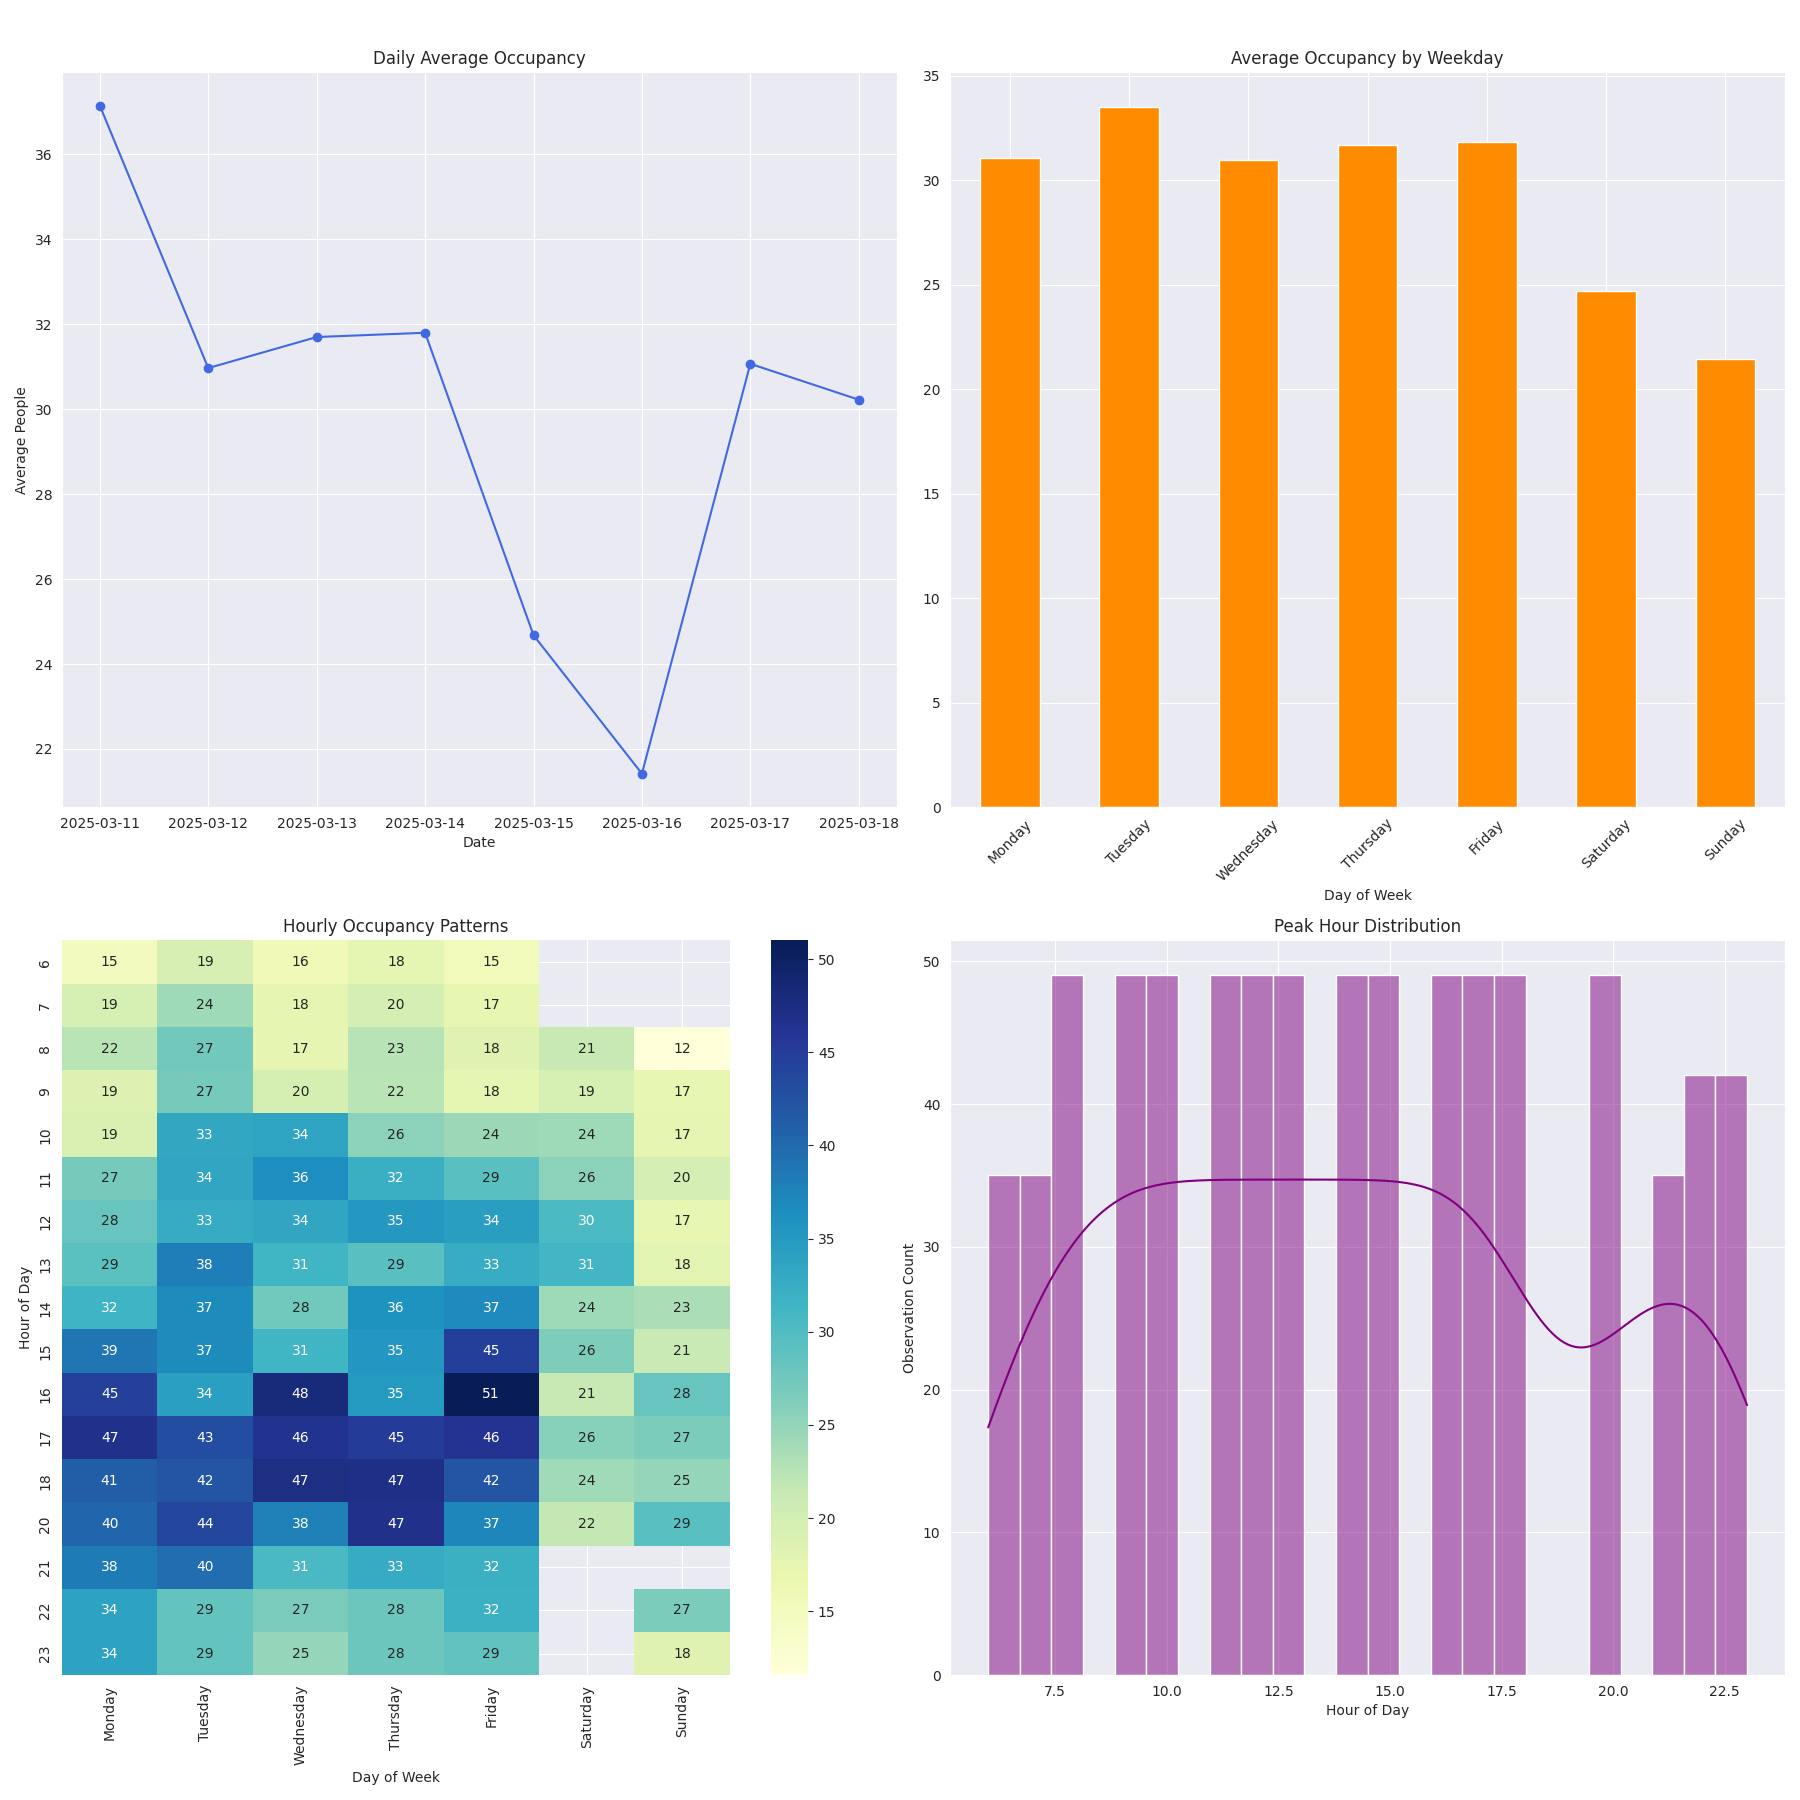 Daily Average Occupancy
Average People
36
34
32
30
28
26
24
22
2025-03-11 2025-03-12 2025-03-13 2025-03-14 2025-03-15 2025-03-16 2025-03-17 2025-03-18
Date
Average Occupancy by Weekday
35
30
25
20
15
10
5
0
Monday Tuesday Wednesday Thursday Friday Saturday Sunday
Day of Week
Hourly Occupancy Patterns
Hour of Day
6 15 19 16 18 15
7 19 24 18 20 17
8 22 27 17 23 18 21 12
9 19 27 20 22 18 19 17
10 19 33 34 26 24 24 17
11 27 34 36 32 29 26 20
12 28 33 34 35 34 30 17
13 29 38 31 29 33 31 18
14 32 37 28 36 37 24 23
15 39 37 31 35 45 26 21
16 45 34 48 35 51 21 28
17 47 43 46 45 46 26 27
18 41 42 47 47 42 24 25
20 40 44 38 47 37 22 29
21 38 40 31 33 32
22 34 29 27 28 32 27
23 34 29 25 28 29 18
Monday Tuesday Wednesday Thursday Friday Saturday Sunday
Day of Week
50
45
40
35
30
25
20
15
Peak Hour Distribution
Observation Count
50
40
30
20
10
0
7.5 10.0 12.5 15.0 17.5 20.0 22.5
Hour of Day